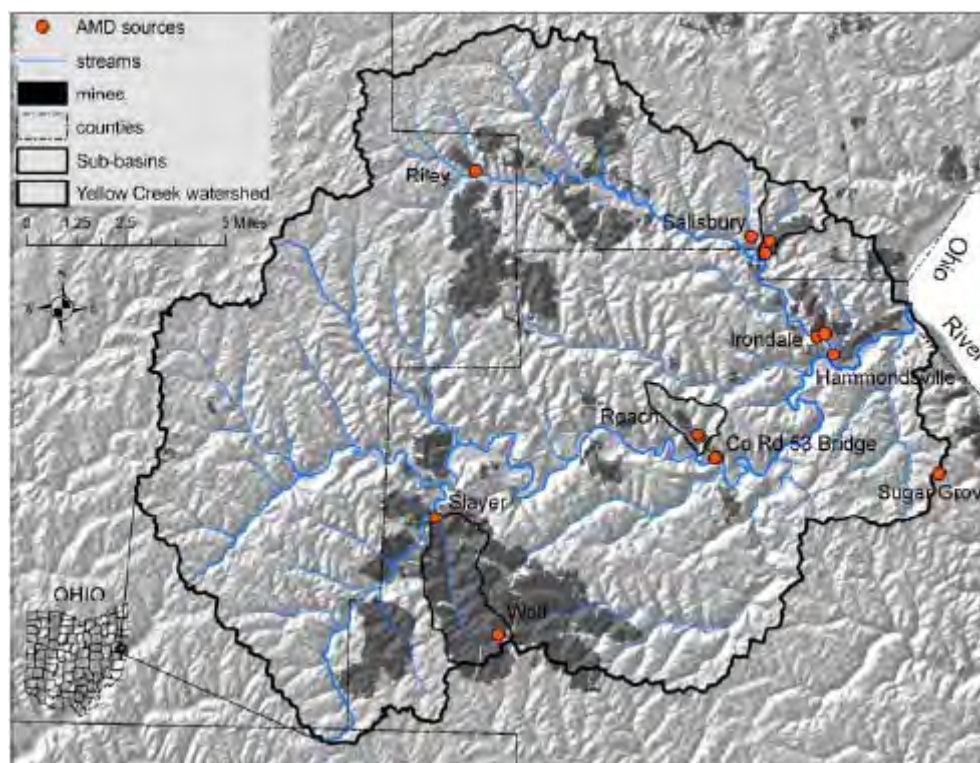 AMD sources
streams
mines
counties
Sub-basins
Yellow Creek watershed
0 1.25 2.5 5 Miles
Riley
Salisbury
Ohio
River
Irondale
Hammondsville
Roach
Co Rd 53 Bridge
Sugar Grov
Slayer
OHIO
Wolf